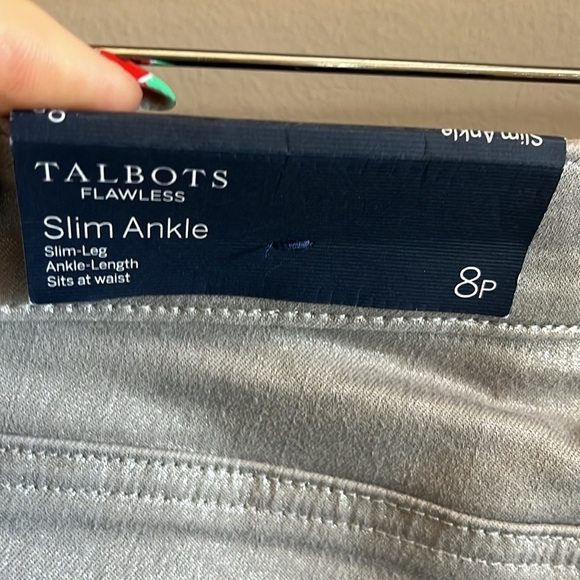 Slim Ankle
TALBOTS
FLAWLESS
Slim Ankle
Slim-Leg
Ankle-Length
Sits at waist
8P